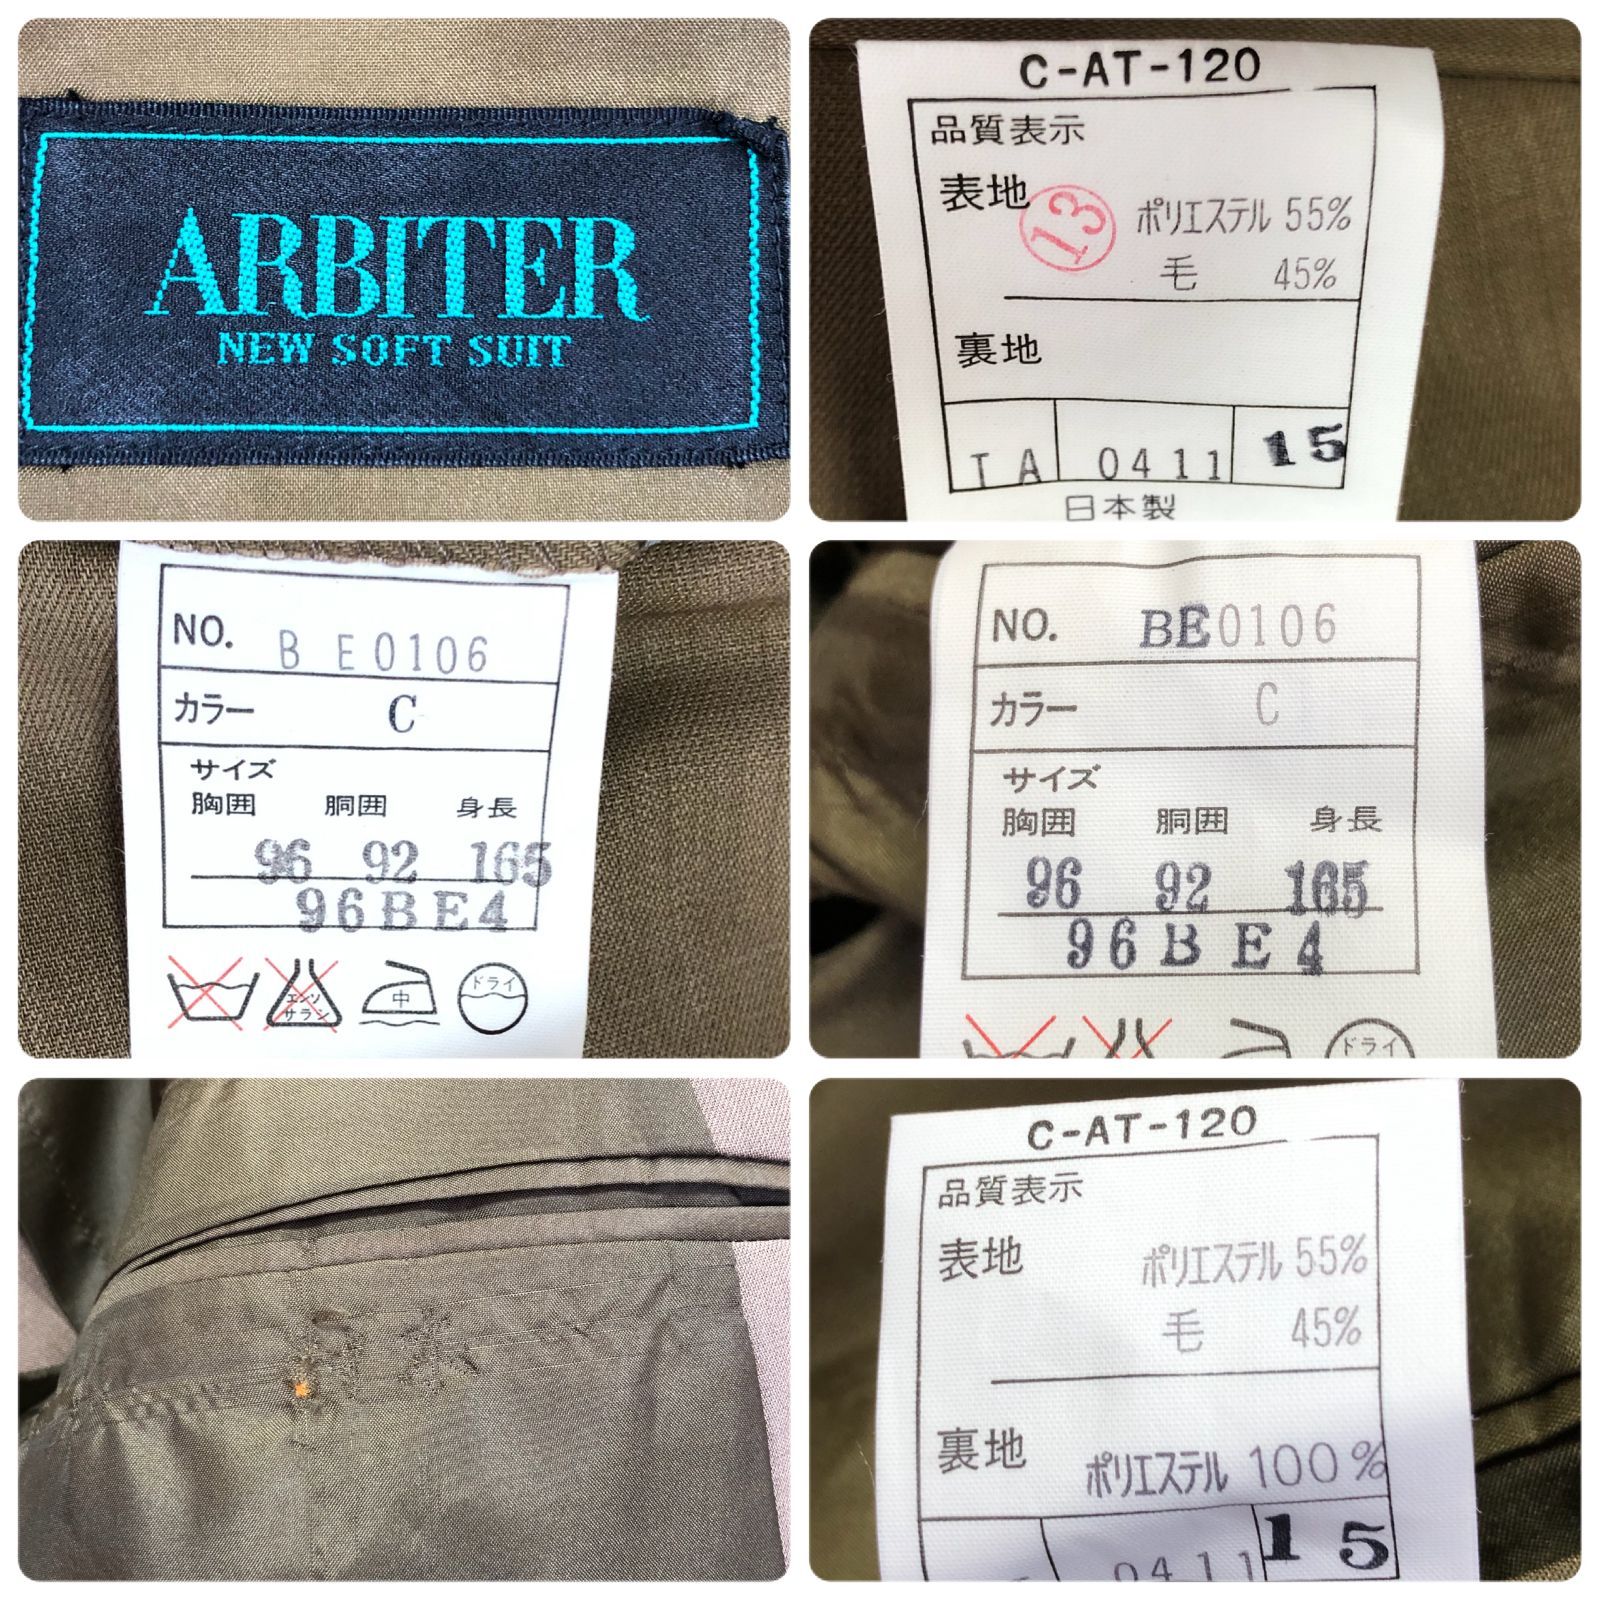 ARBITER
NEW SOFT SUIT
C-AT-120
品質表示
表地
13
ポリエステル 55%
毛 45%
裏地
TA 0411 15
日本製
NO. BE0106
カラー C
サイズ
胸囲 胴囲 身長
96 92 165
96BE4
エンソ
サラシ
中
ドライ
NO. BE0106
カラー C
サイズ
胸囲 胴囲 身長
96 92 165
96BE4
ドライ
C-AT-120
品質表示
表地 ポリエステル 55%
毛 45%
裏地 ポリエステル 100%
0411 15